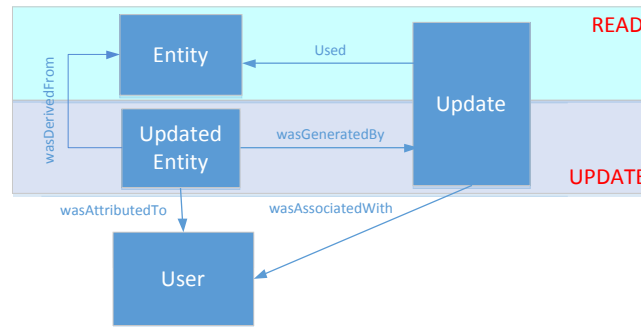 READ
Entity
Used
Update
wasDerivedFrom
Updated
Entity
wasGeneratedBy
UPDATE
wasAttributedTo
wasAssociatedWith
User